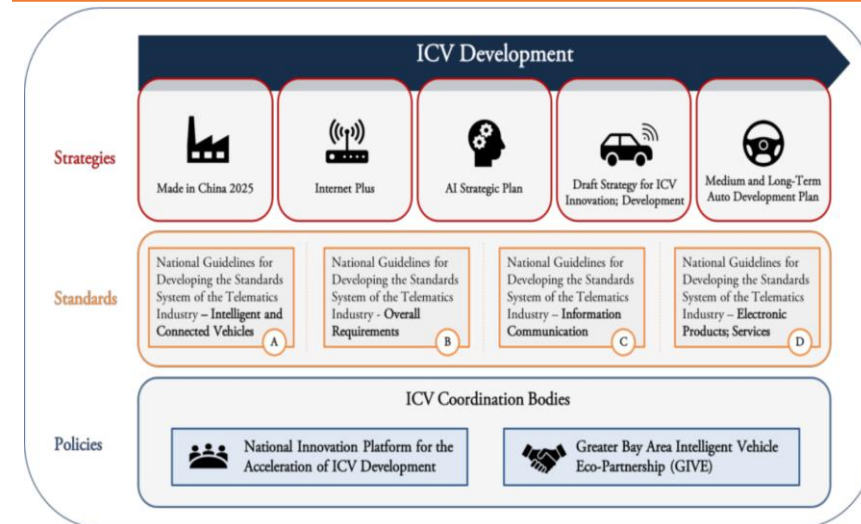 ICV Development
Strategies
Made in China 2025
Internet Plus
AI Strategic Plan
Draft Strategy for ICV
Innovation; Development
Medium and Long-Term
Auto Development Plan
Standards
National Guidelines for
Developing the Standards
System of the Telematics
Industry – Intelligent and
Connected Vehicles
A
National Guidelines for
Developing the Standards
System of the Telematics
Industry - Overall
Requirements
B
National Guidelines for
Developing the Standards
System of the Telematics
Industry – Information
Communication
C
National Guidelines for
Developing the Standards
System of the Telematics
Industry – Electronic
Products; Services
D
Policies
ICV Coordination Bodies
National Innovation Platform for the
Acceleration of ICV Development
Greater Bay Area Intelligent Vehicle
Eco-Partnership (GIVE)